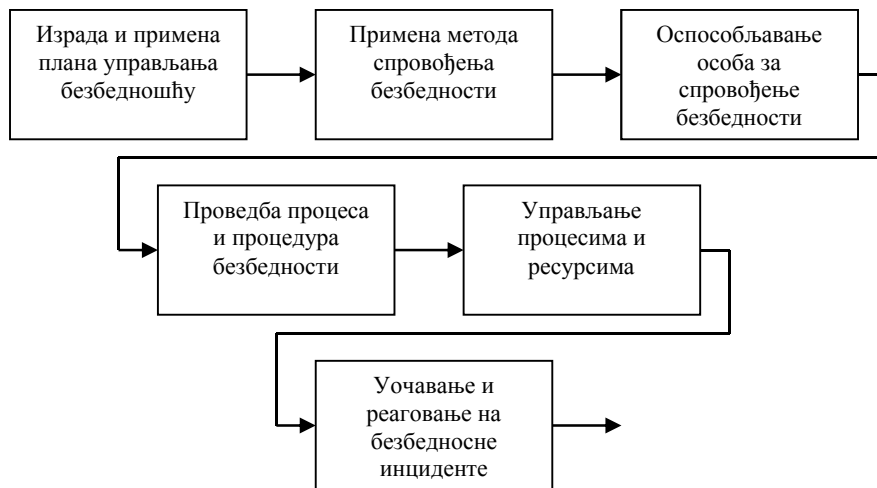 Израда и примена
плана управљања
безбедношћу
Примена метода
спровођења
безбедности
Оспособљавање
особа за
спровођење
безбедности
Проведба процеса
и процедура
безбедности
Управљање
процесима и
ресурсима
Уочавање и
реаговање на
безбедносне
инциденте